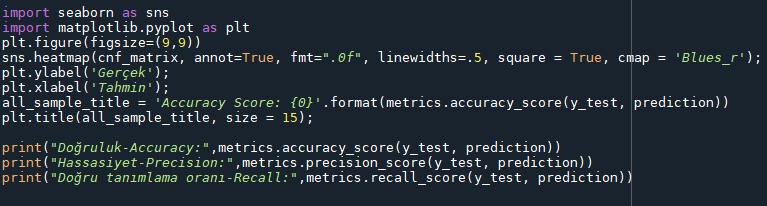 import seaborn as sns
import matplotlib.pyplot as plt
plt.figure(figsize=(9,9))
sns.heatmap(cnf_matrix, annot=True, fmt=".0f", linewidths=.5, square = True, cmap = 'Blues_r');
plt.ylabel('Gerçek');
plt.xlabel('Tahmin');
all_sample_title = 'Accuracy Score: {0}'.format(metrics.accuracy_score(y_test, prediction))
plt.title(all_sample_title, size = 15);
print("Doğruluk-Accuracy:",metrics.accuracy_score(y_test, prediction))
print("Hassasiyet-Precision:",metrics.precision_score(y_test, prediction))
print("Doğru tanımlama oranı-Recall:",metrics.recall_score(y_test, prediction))